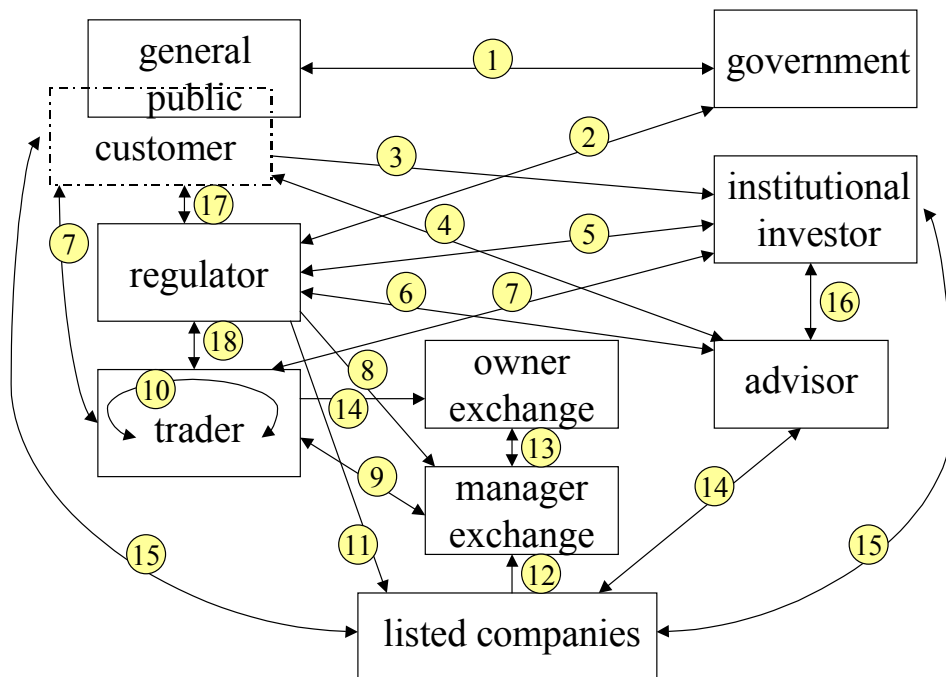 general
public
1
government
customer
2
3
institutional
investor
17
4
7
5
regulator
6
7
16
18
8
owner
exchange
advisor
10
14
trader
13
9
manager
exchange
14
11
15
15
12
listed companies